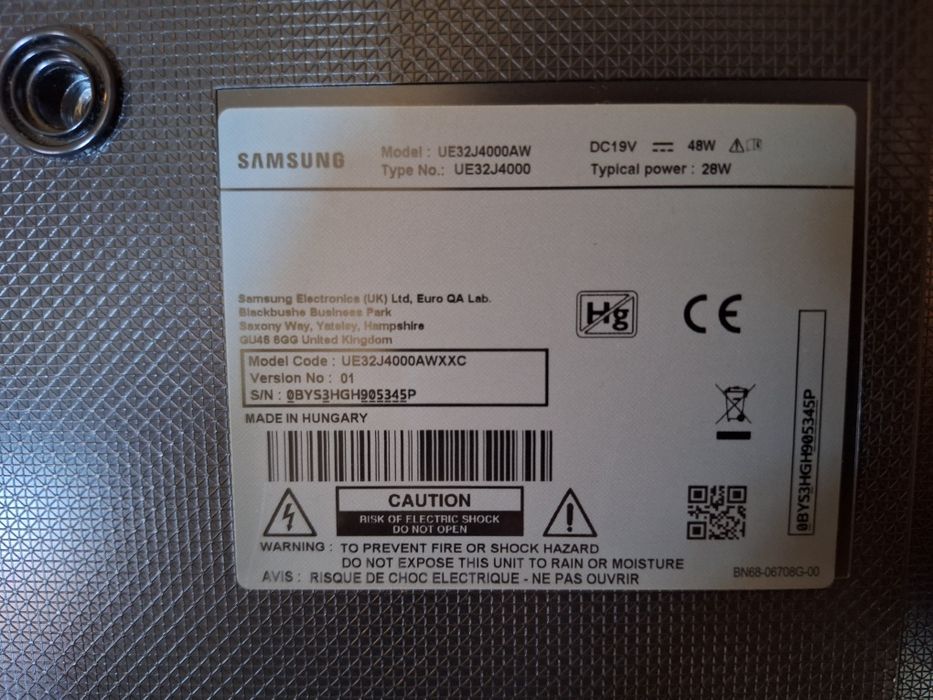 SAMSUNG
Model : UE32J4000AW
Type No.: UE32J4000
DC19V ⎓ 48W
Typical power : 28W
Samsung Electronics (UK) Ltd, Euro QA Lab.
Blackbushe Business Park
Saxony Way, Yateley, Hampshire
GU46 6GG United Kingdom
Hg
CE
Model Code : UE32J4000AWXXC
Version No : 01
S/N : 0BYS3HGH905345P
MADE IN HUNGARY
0BYS3HGH905345P
CAUTION
RISK OF ELECTRIC SHOCK
DO NOT OPEN
WARNING : TO PREVENT FIRE OR SHOCK HAZARD
DO NOT EXPOSE THIS UNIT TO RAIN OR MOISTURE
AVIS : RISQUE DE CHOC ELECTRIQUE - NE PAS OUVRIR
BN68-06708G-00